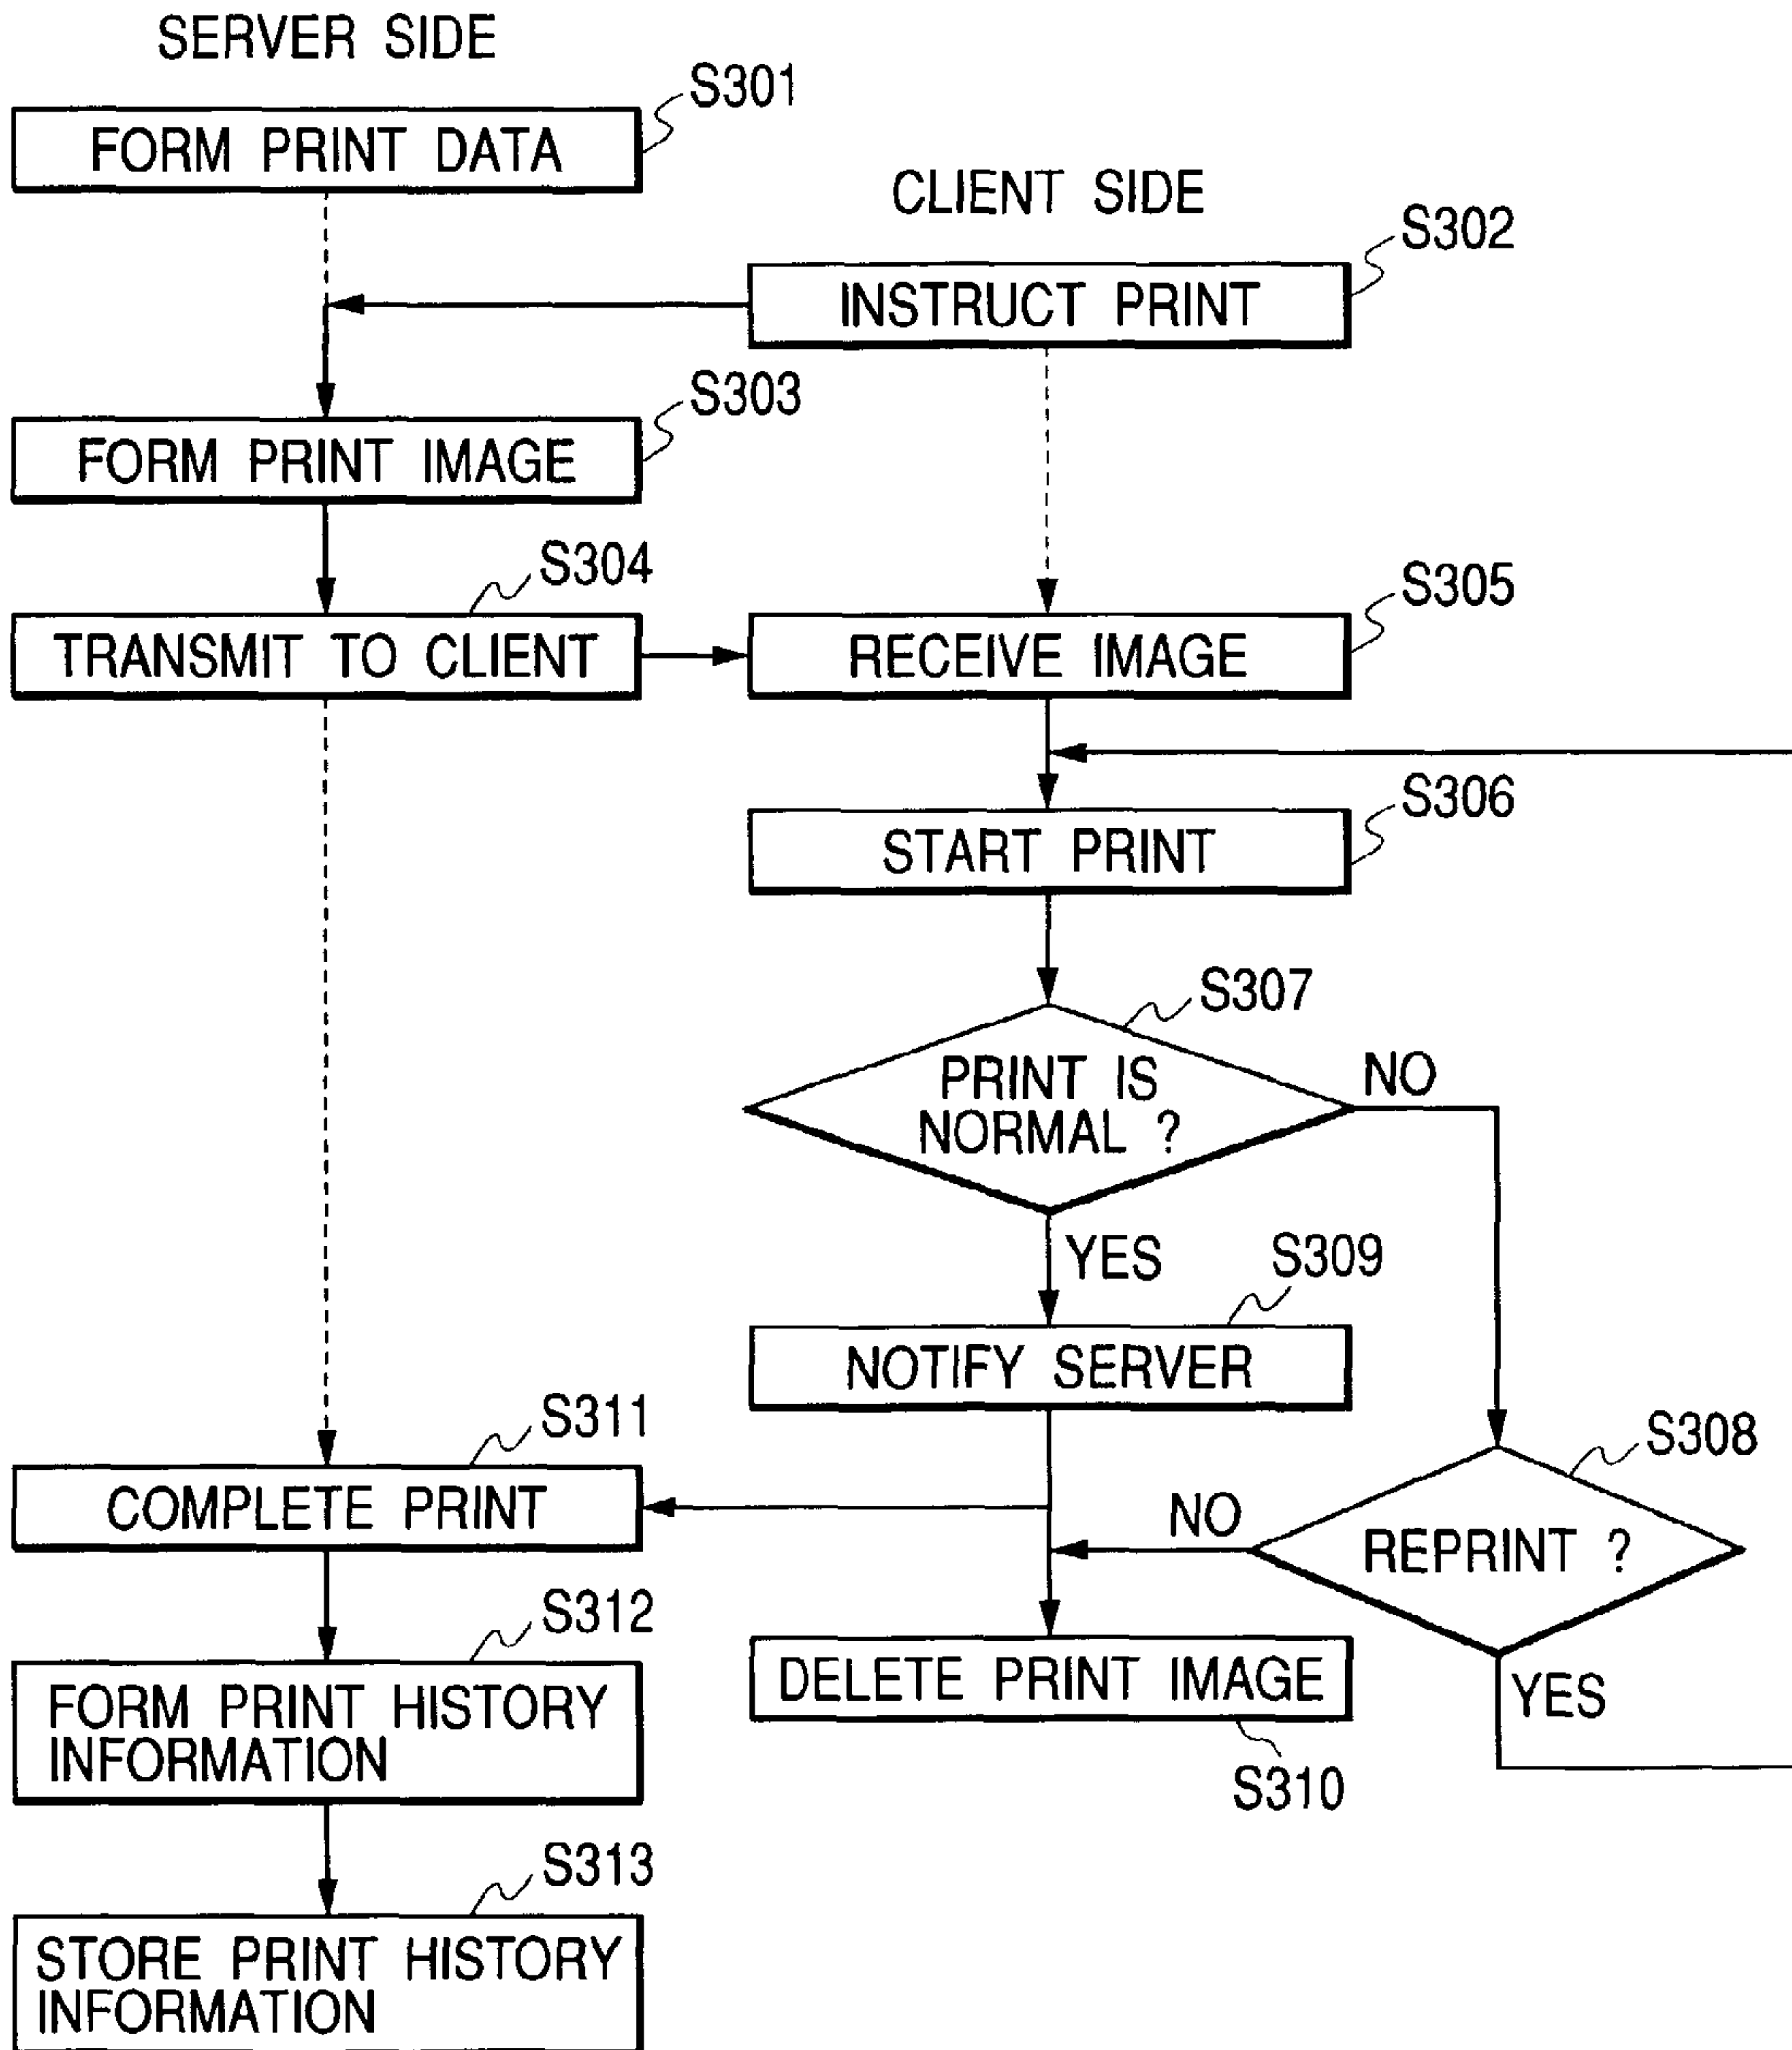 SERVER SIDE
S301
FORM PRINT DATA
CLIENT SIDE
S302
INSTRUCT PRINT
S303
FORM PRINT IMAGE
S304
TRANSMIT TO CLIENT
S305
RECEIVE IMAGE
S306
START PRINT
S307
PRINT IS
NORMAL ?
NO
YES
S309
NOTIFY SERVER
S311
COMPLETE PRINT
S308
REPRINT ?
NO
YES
S312
FORM PRINT HISTORY
INFORMATION
DELETE PRINT IMAGE
S310
S313
STORE PRINT HISTORY
INFORMATION